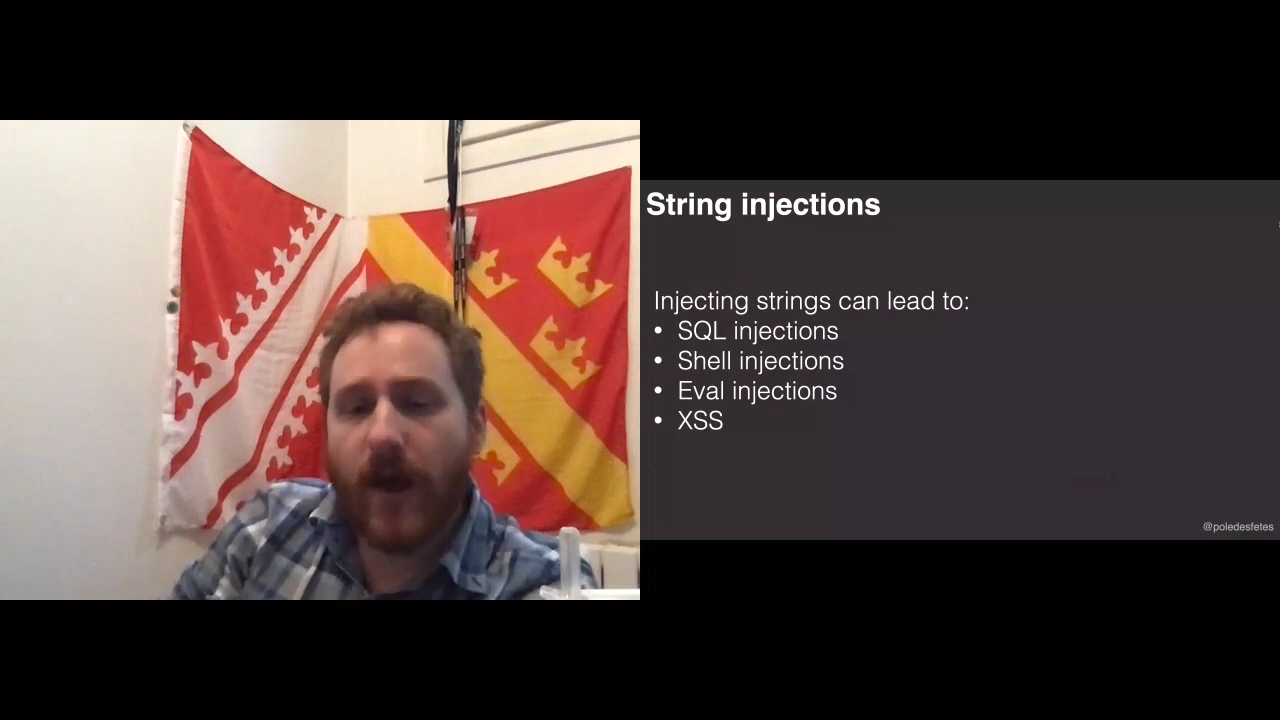 String injections
Injecting strings can lead to:
• SQL injections
• Shell injections
• Eval injections
• XSS
@poledesfetes